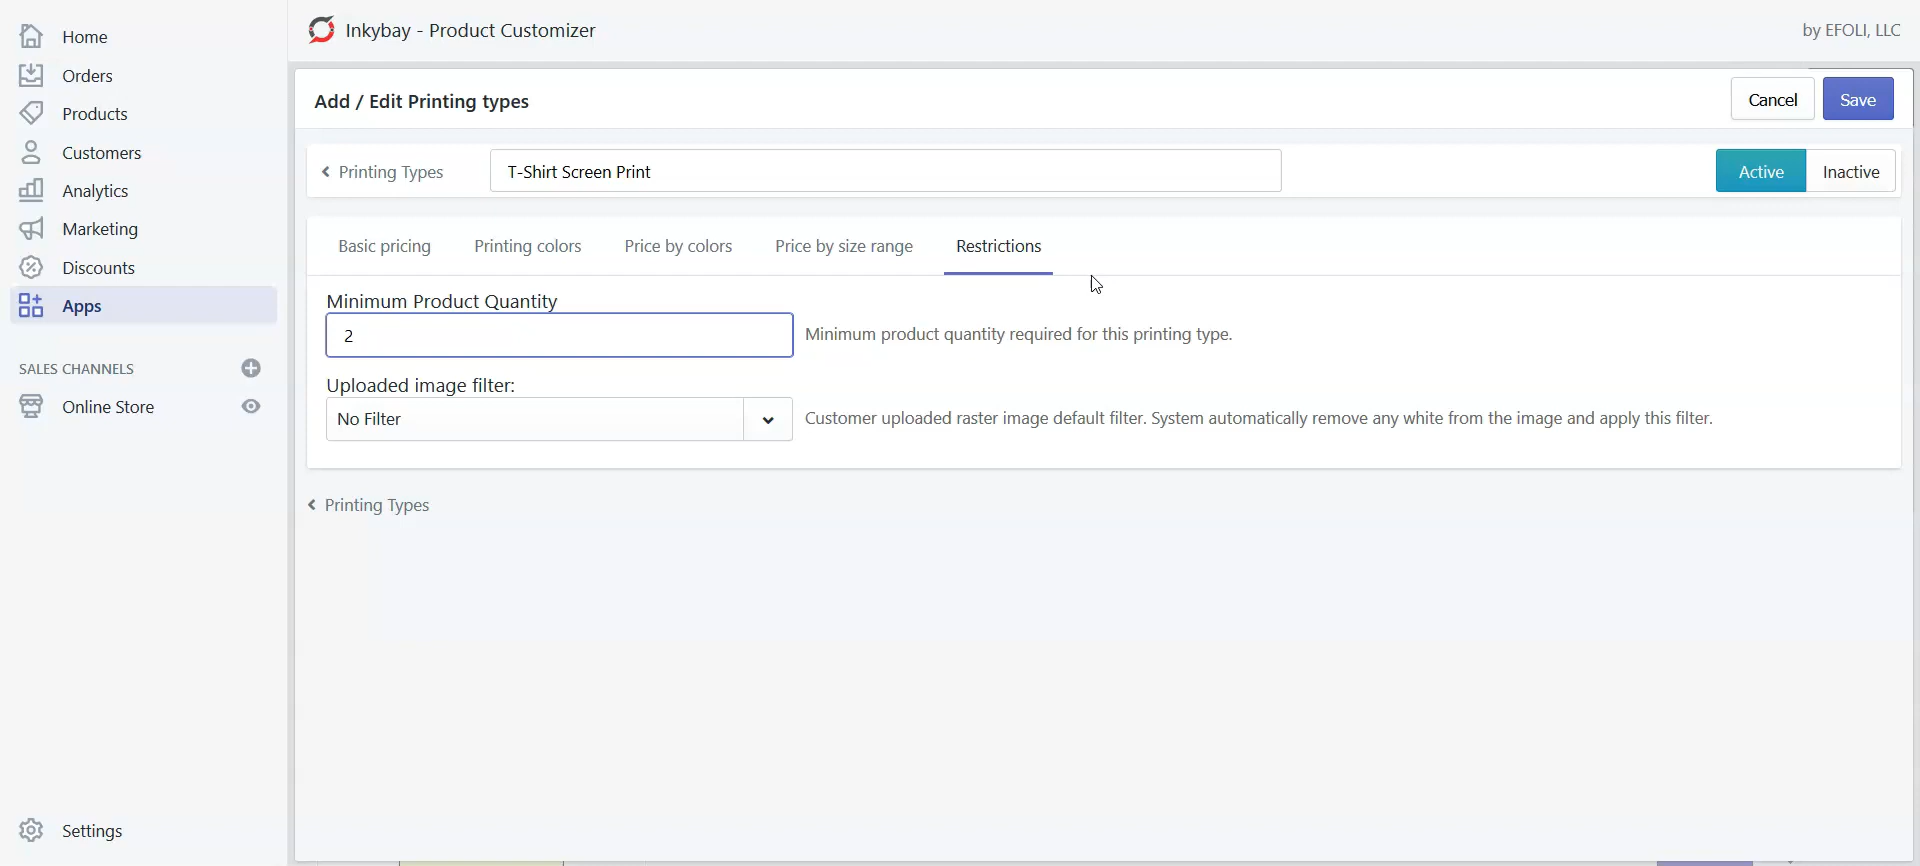 Home
Orders
Products
Customers
Analytics
Marketing
Discounts
Apps
SALES CHANNELS
Online Store
Settings
Inkybay - Product Customizer
by EFOLI, LLC
Add / Edit Printing types
Cancel
Save
Printing Types
T-Shirt Screen Print
Active
Inactive
Basic pricing
Printing colors
Price by colors
Price by size range
Restrictions
Minimum Product Quantity
2
Minimum product quantity required for this printing type.
Uploaded image filter:
No Filter
Customer uploaded raster image default filter. System automatically remove any white from the image and apply this filter.
Printing Types